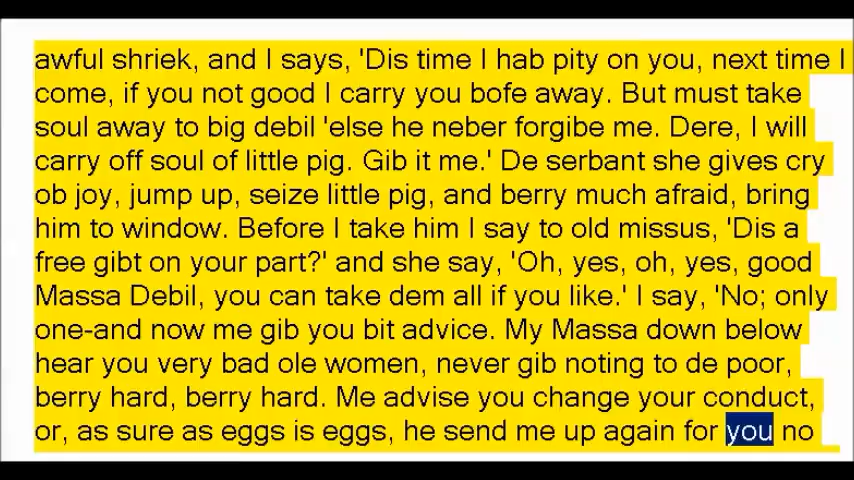 awful shriek, and I says, 'Dis time I hab pity on you, next time I
come, if you not good I carry you bofe away. But must take
soul away to big debil 'else he neber forgibe me. Dere, I will
carry off soul of little pig. Gib it me.' De serbant she gives cry
ob joy, jump up, seize little pig, and berry much afraid, bring
him to window. Before I take him I say to old missus, 'Dis a
free gibt on your part?' and she say, 'Oh, yes, oh, yes, good
Massa Debil, you can take dem all if you like.' I say, 'No; only
one-and now me gib you bit advice. My Massa down below
hear you very bad ole women, never gib noting to de poor,
berry hard, berry hard. Me advise you change your conduct,
or, as sure as eggs is eggs, he send me up again for you no